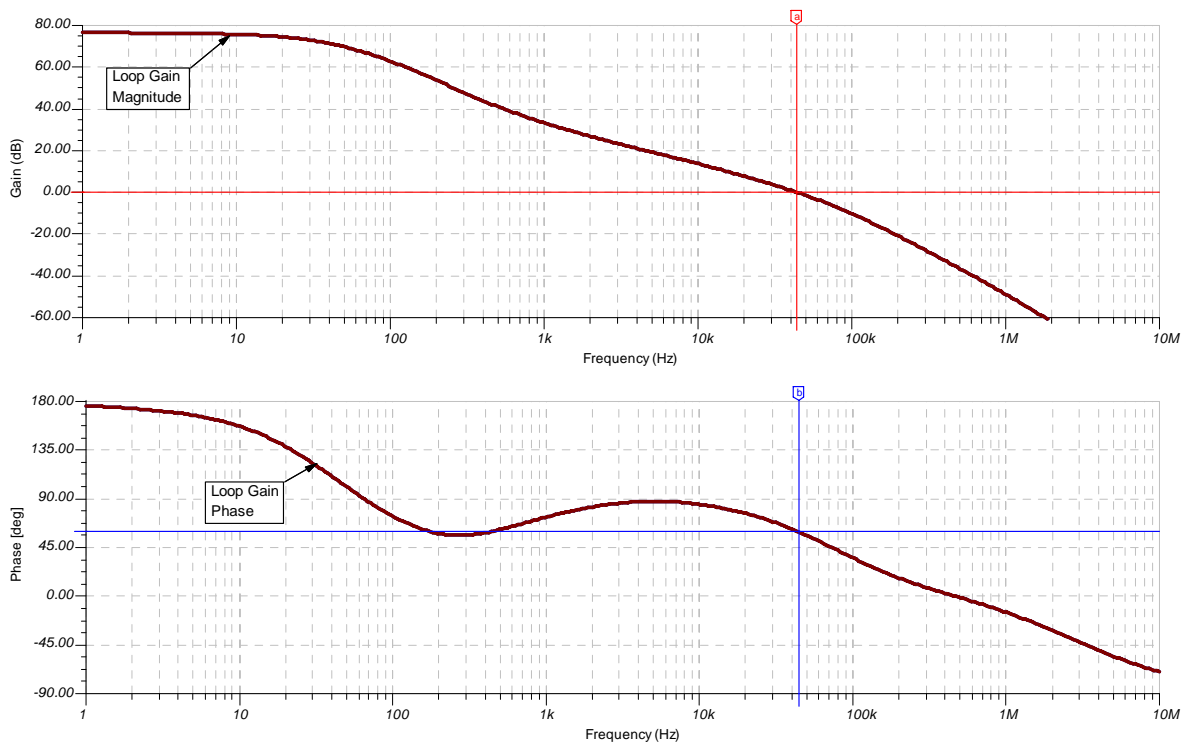 a
80.00
60.00
40.00
20.00
0.00
-20.00
-40.00
-60.00
Gain (dB)
Loop Gain
Magnitude
1 10 100 1k 10k 100k 1M 10M
Frequency (Hz)
b
180.00
135.00
90.00
45.00
0.00
-45.00
-90.00
Phase [deg]
Loop Gain
Phase
1 10 100 1k 10k 100k 1M 10M
Frequency (Hz)